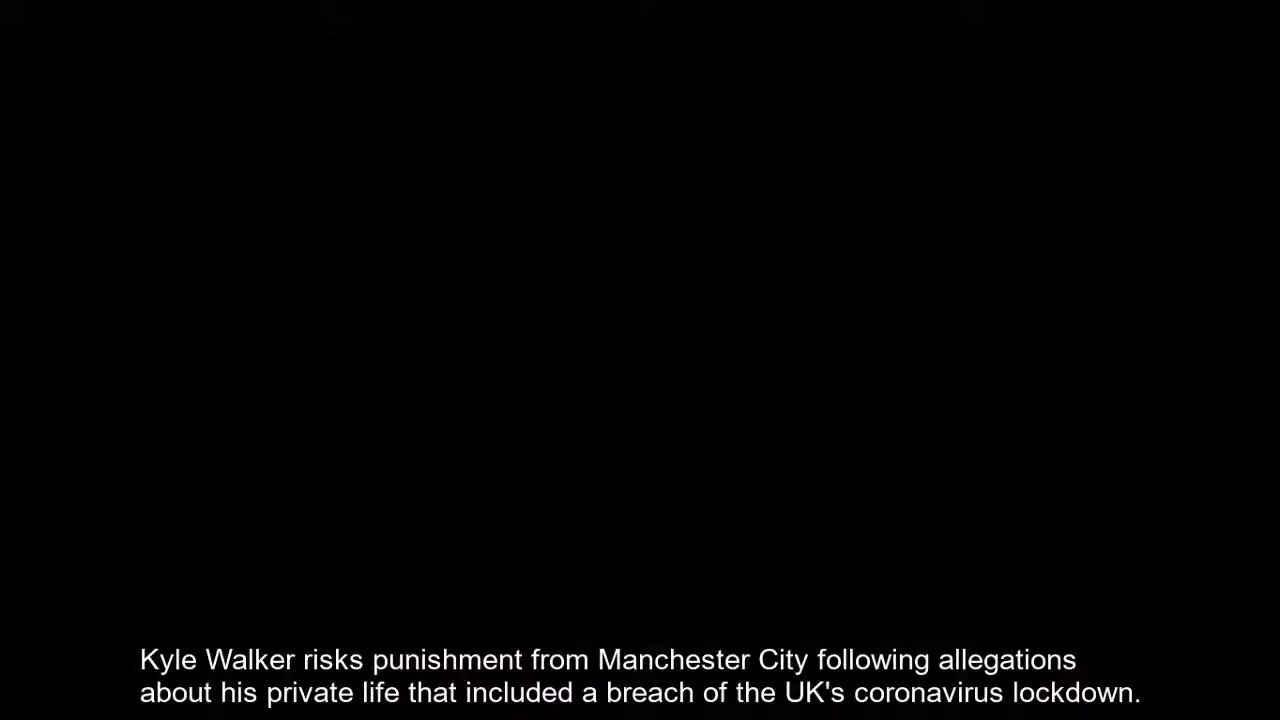 Kyle Walker risks punishment from Manchester City following allegations
about his private life that included a breach of the UK's coronavirus lockdown.